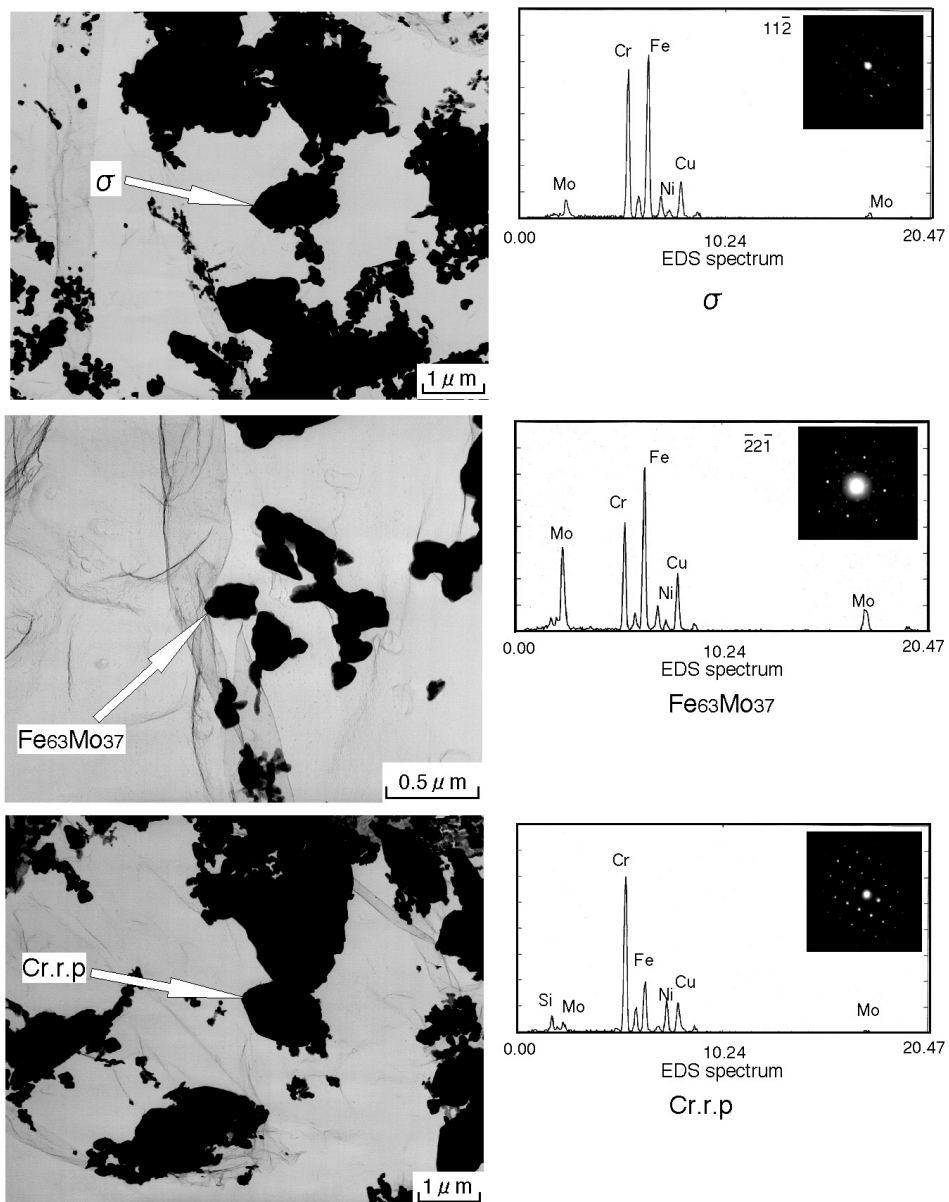 σ
1 μm
112̄
Cr
Fe
Mo
Ni
Cu
Mo
0.00
10.24
20.47
EDS spectrum
σ
Fe63Mo37
0.5 μm
2̄21̄
Fe
Cr
Mo
Cu
Ni
Mo
0.00
10.24
20.47
EDS spectrum
Fe63Mo37
Cr.r.p
1 μm
Cr
Fe
Si
Mo
Ni
Cu
Mo
0.00
10.24
20.47
EDS spectrum
Cr.r.p